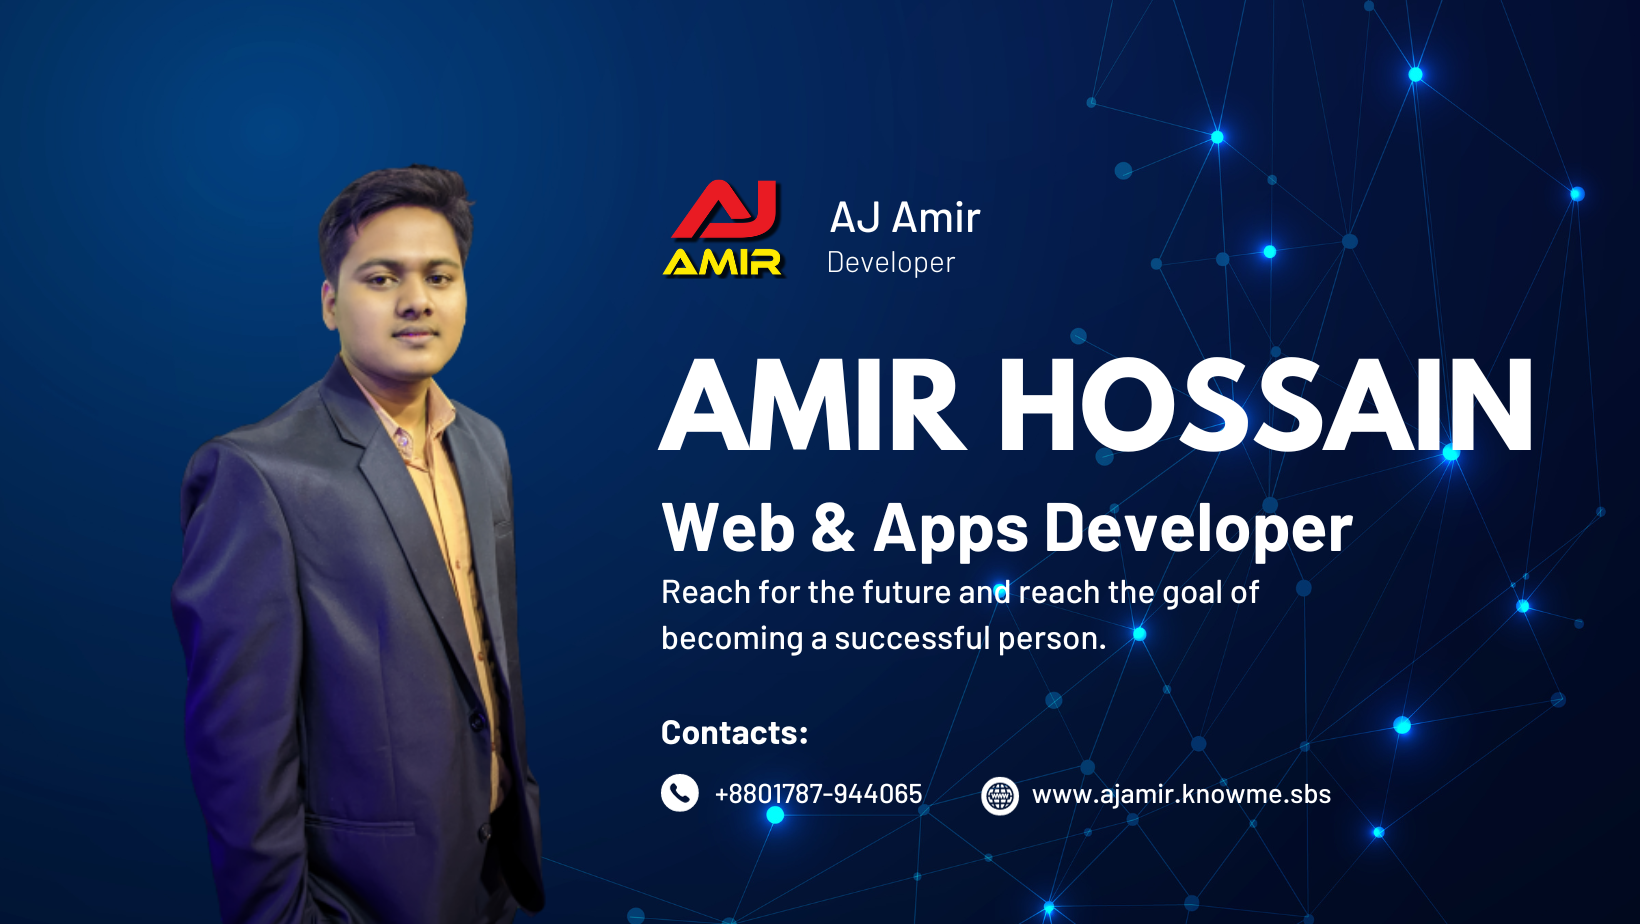 AJ
AMIR
AJ Amir
Developer
AMIR HOSSAIN
Web & Apps Developer
Reach for the future and reach the goal of
becoming a successful person.
Contacts:
+8801787-944065
www.ajamir.knowme.sbs